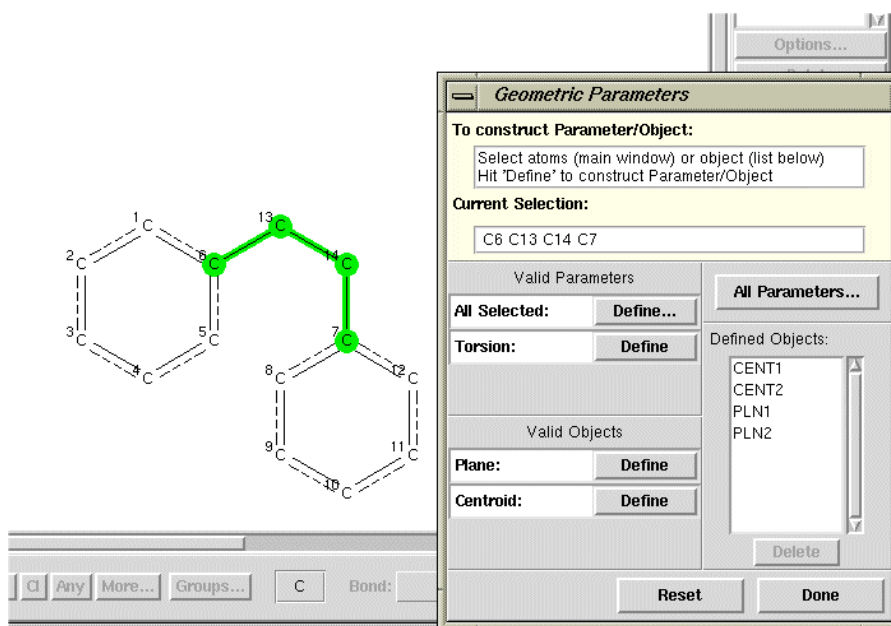 Options...
Geometric Parameters
To construct Parameter/Object:
Select atoms (main window) or object (list below)
Hit 'Define' to construct Parameter/Object
Current Selection:
C6 C13 C14 C7
Valid Parameters
All Parameters...
All Selected: Define...
Torsion: Define
Defined Objects:
CENT1
CENT2
PLN1
PLN2
Valid Objects
Plane: Define
Centroid: Define
Delete
Reset Done
13 C
1 C
14 C
2 C
6 C
3 C
5 C
7 C
4 C
8 C
12 C
9 C
11 C
10 C
Cl Any More... Groups... C Bond: